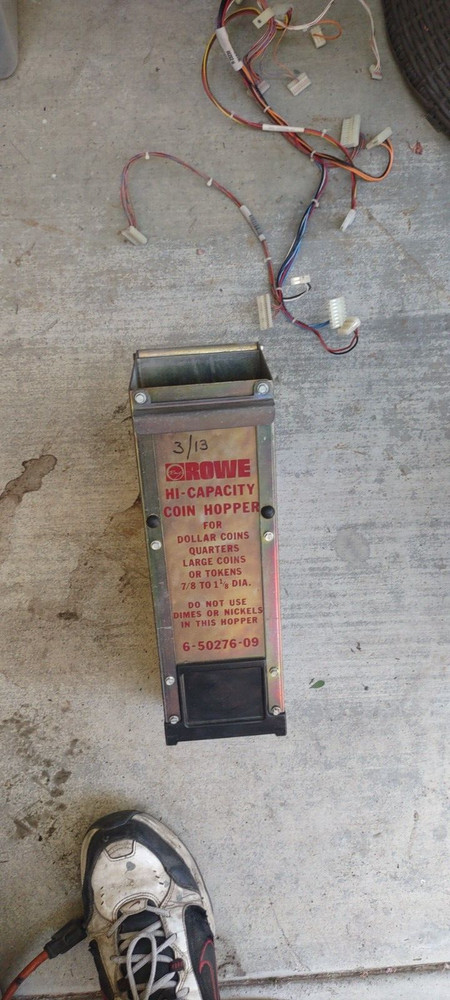 3/13
ROWE
HI-CAPACITY
COIN HOPPER
FOR
DOLLAR COINS
QUARTERS
LARGE COINS
OR TOKENS
7/8 TO 1 1/8 DIA.
DO NOT USE
DIMES OR NICKELS
IN THIS HOPPER
6-50276-09